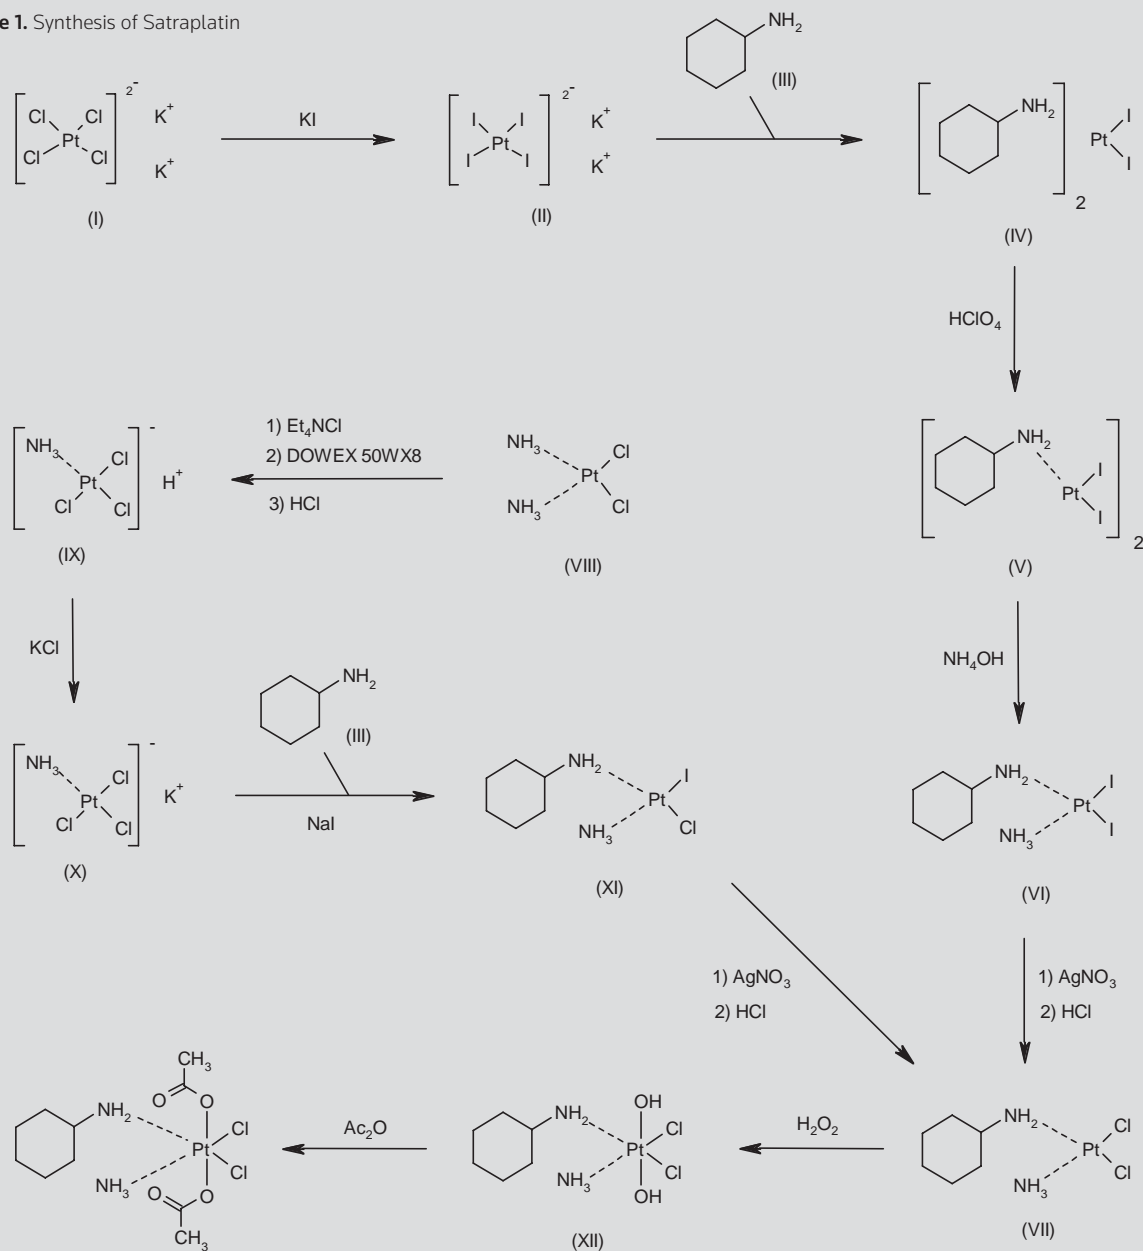 e 1. Synthesis of Satraplatin
NH2
(III)
Cl Cl Pt Cl Cl 2- K+ K+
(I)
KI
I I Pt I I 2- K+ K+
(II)
NH2 2 Pt I I
(IV)
HClO4
NH3 Pt Cl Cl Cl - H+
(IX)
1) Et4NCl
2) DOWEX 50WX8
3) HCl
NH3 NH3 Pt Cl Cl
(VIII)
NH2 Pt I I 2
(V)
KCl
NH4OH
NH3 Pt Cl Cl Cl - K+
(X)
NH2
(III)
NaI
NH2 NH3 Pt I Cl
(XI)
NH2 NH3 Pt I I
(VI)
1) AgNO3
2) HCl
1) AgNO3
2) HCl
CH3 O O NH2 Pt Cl Cl NH3 O O CH3
Ac2O
NH2 OH Pt Cl Cl NH3 OH
(XII)
H2O2
NH2 NH3 Pt Cl Cl
(VII)